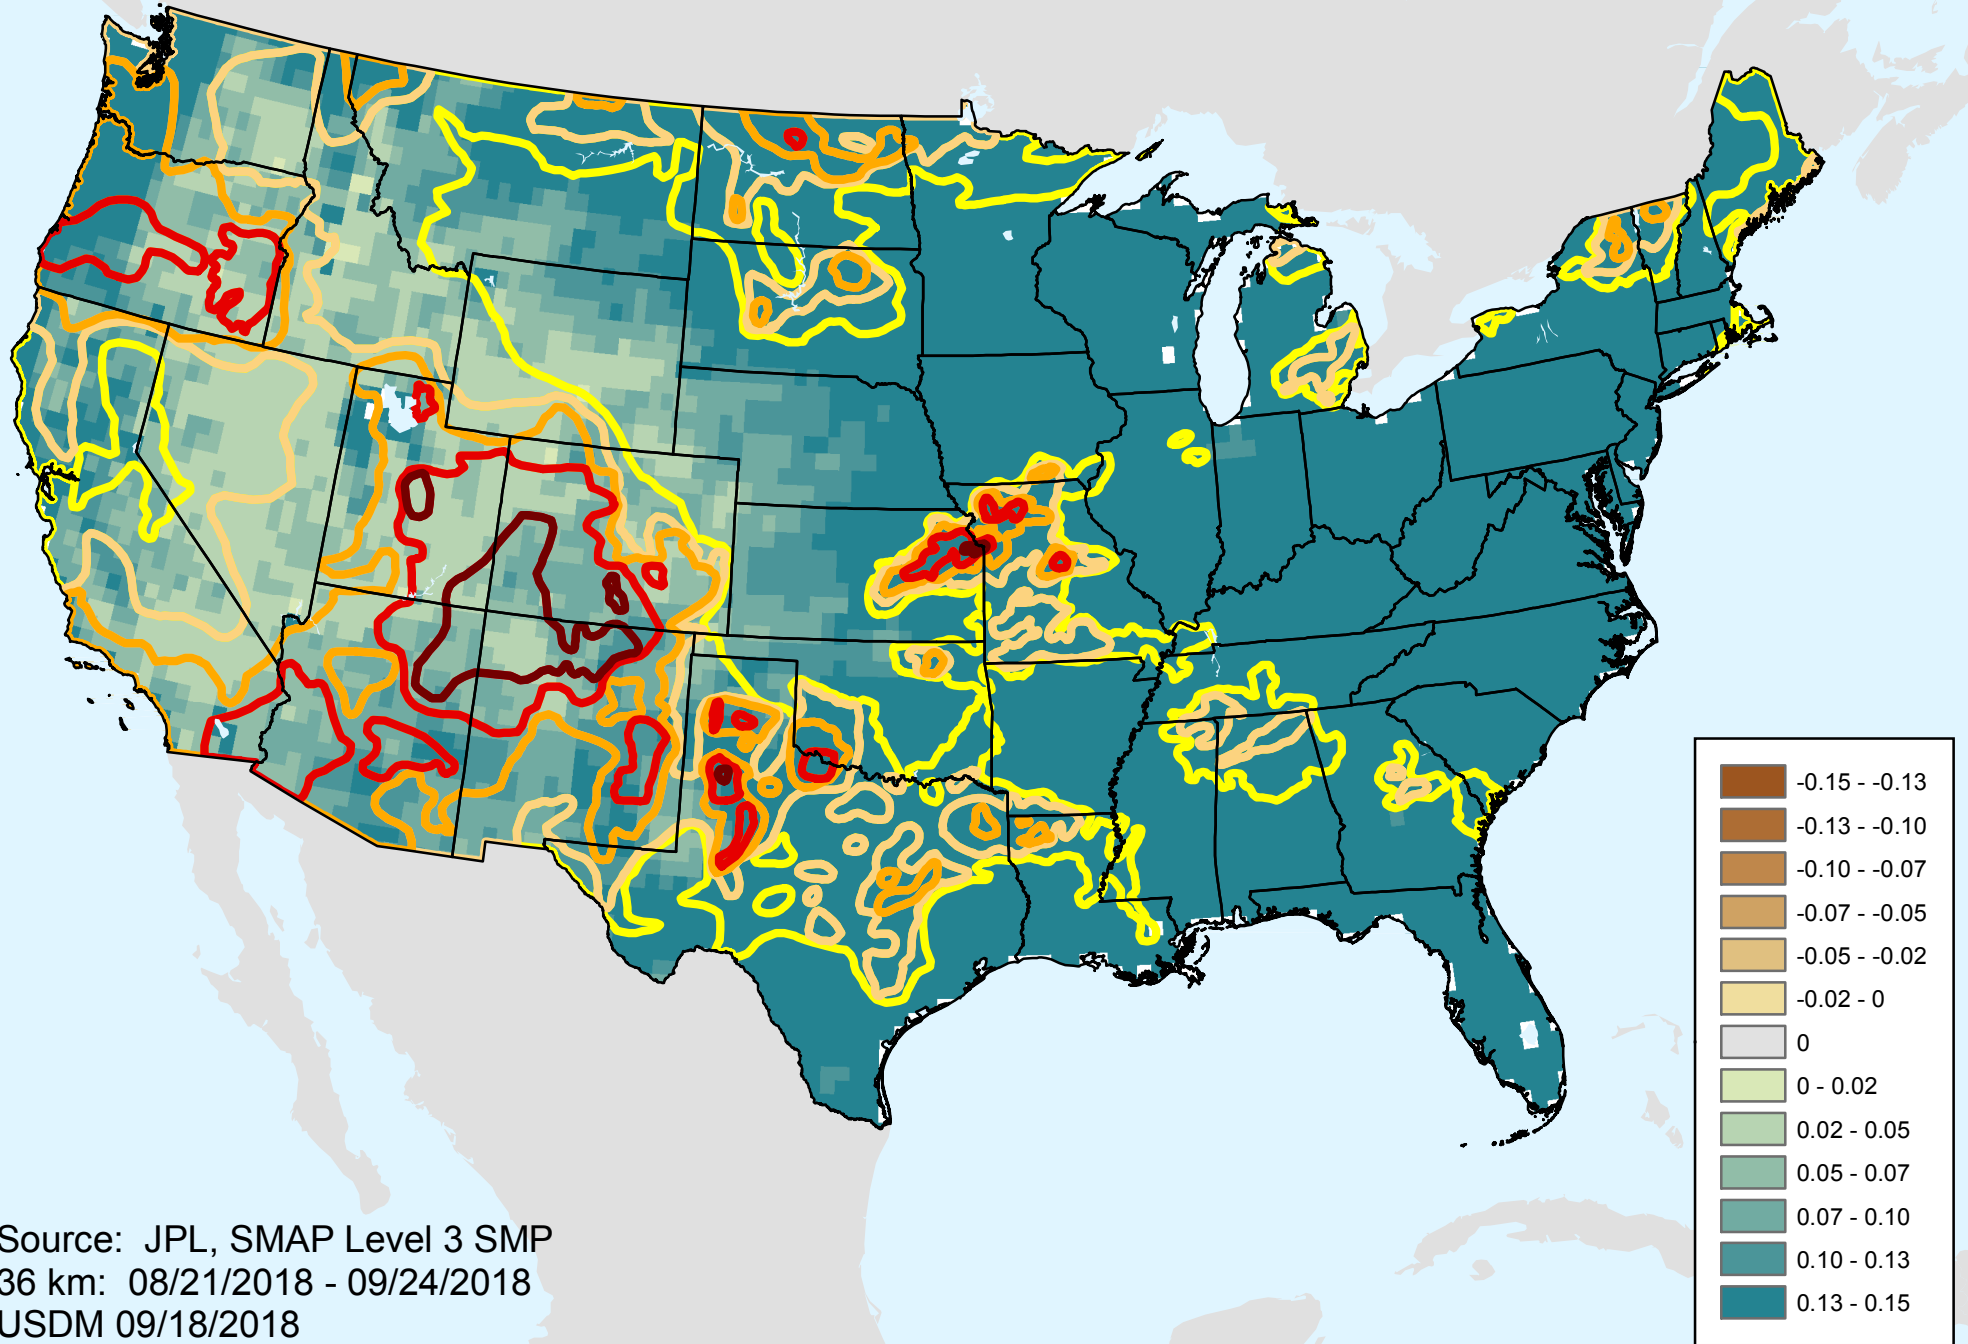 -0.15 - -0.13
-0.13 - -0.10
-0.10 - -0.07
-0.07 - -0.05
-0.05 - -0.02
-0.02 - 0
0
0 - 0.02
0.02 - 0.05
0.05 - 0.07
0.07 - 0.10
0.10 - 0.13
0.13 - 0.15
Source: JPL, SMAP Level 3 SMP
36 km: 08/21/2018 - 09/24/2018
USDM 09/18/2018